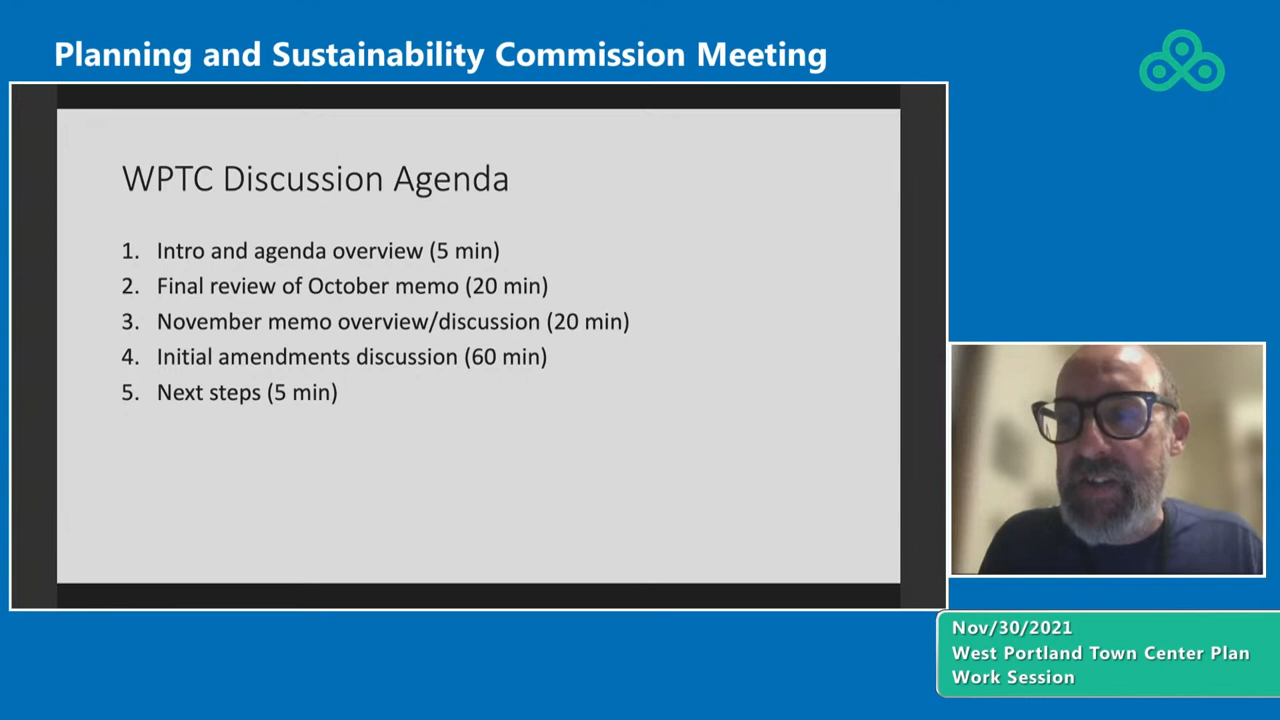 Planning and Sustainability Commission Meeting
WPTC Discussion Agenda
1. Intro and agenda overview (5 min)
2. Final review of October memo (20 min)
3. November memo overview/discussion (20 min)
4. Initial amendments discussion (60 min)
5. Next steps (5 min)
Nov/30/2021
West Portland Town Center Plan
Work Session